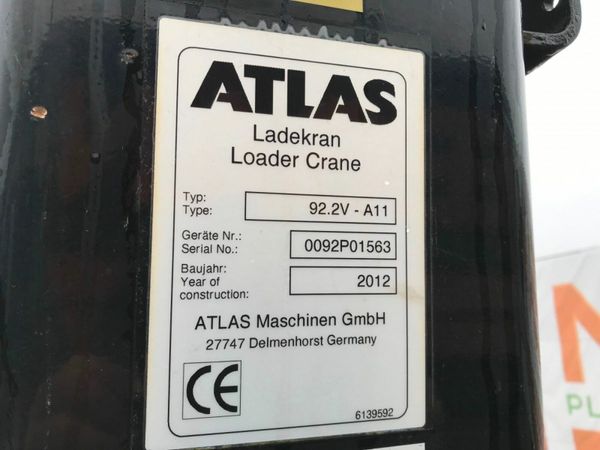 ATLAS
Ladekran
Loader Crane
Typ:
Type:
92.2V - A11
Geräte Nr.:
Serial No.:
0092P01563
Baujahr:
Year of
construction:
2012
ATLAS Maschinen GmbH
27747 Delmenhorst Germany
CE
6139592